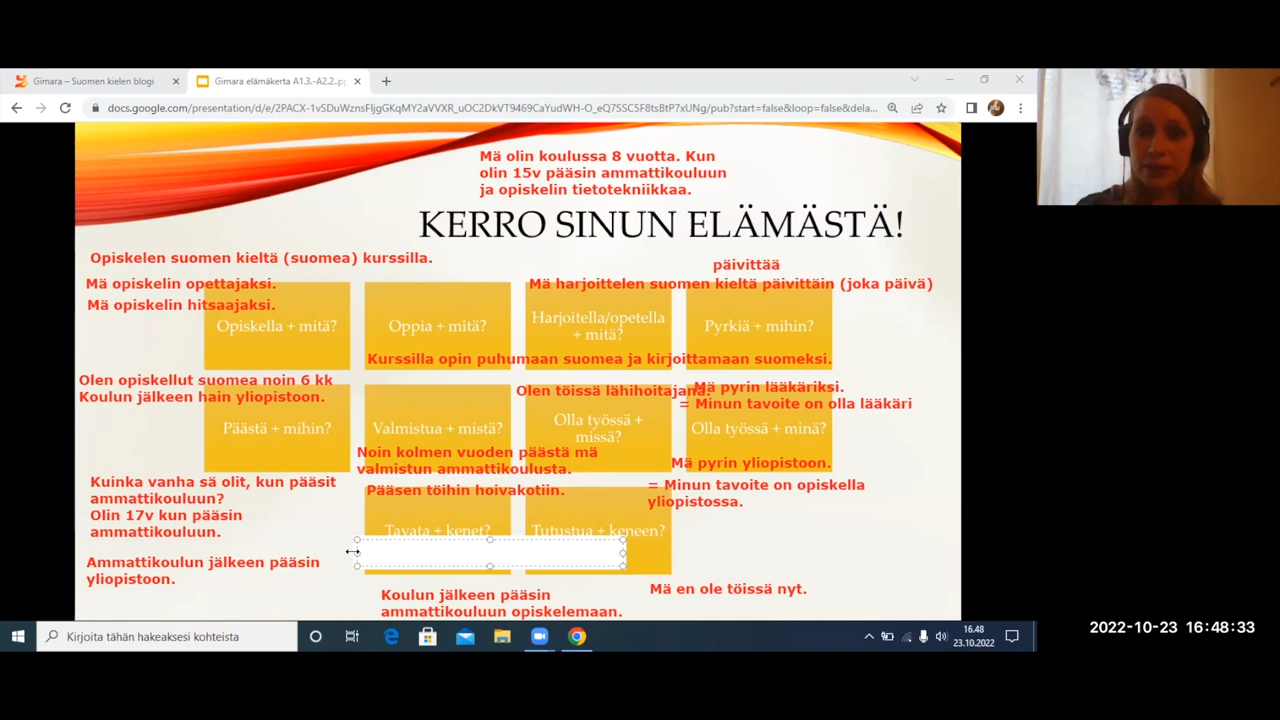 Gimara – Suomen kielen blogi
Gimara elämäkerta A1.3.-A2.2..pp
docs.google.com/presentation/d/e/2PACX-1vSDuWznsFIjgGKqMY2aVVXR_uOC2DkVT9469CaYudWH-O_eQ7SSC5F8ts8tP7xUNg/pub?start=false&loop=false&dela...
Mä olin koulussa 8 vuotta. Kun
olin 15v pääsin ammattikouluun
ja opiskelin tietotekniikkaa.
KERRO SINUN ELÄMÄSTÄ!
Opiskelen suomen kieltä (suomea) kurssilla.
päivittää
Mä opiskelin opettajaksi.
Mä harjoittelen suomen kieltä päivittäin (joka päivä)
Mä opiskelin hitsaajaksi.
Opiskella + mitä?
Oppia + mitä?
Harjoitella/opetella
+ mitä?
Pyrkiä + mihin?
Kurssilla opin puhumaan suomea ja kirjoittamaan suomeksi.
Olen opiskellut suomea noin 6 kk
Koulun jälkeen hain yliopistoon.
Olen töissä lähihoitajana.
Mä pyrin lääkäriksi.
= Minun tavoite on olla lääkäri
Päästä + mihin?
Valmistua + mistä?
Olla työssä +
missä?
Olla työssä + minä?
Noin kolmen vuoden päästä mä
valmistun ammattikoulusta.
Mä pyrin yliopistoon.
Kuinka vanha sä olit, kun pääsit
ammattikouluun?
Olin 17v kun pääsin
ammattikouluun.
Pääsen töihin hoivakotiin.
= Minun tavoite on opiskella
yliopistossa.
Tavata + kenet?
Tutustua + keneen?
Ammattikoulun jälkeen pääsin
yliopistoon.
Koulun jälkeen pääsin
ammattikouluun opiskelemaan.
Mä en ole töissä nyt.
Kirjoita tähän hakeaksesi kohteista
16.48
23.10.2022
2022-10-23 16:48:33